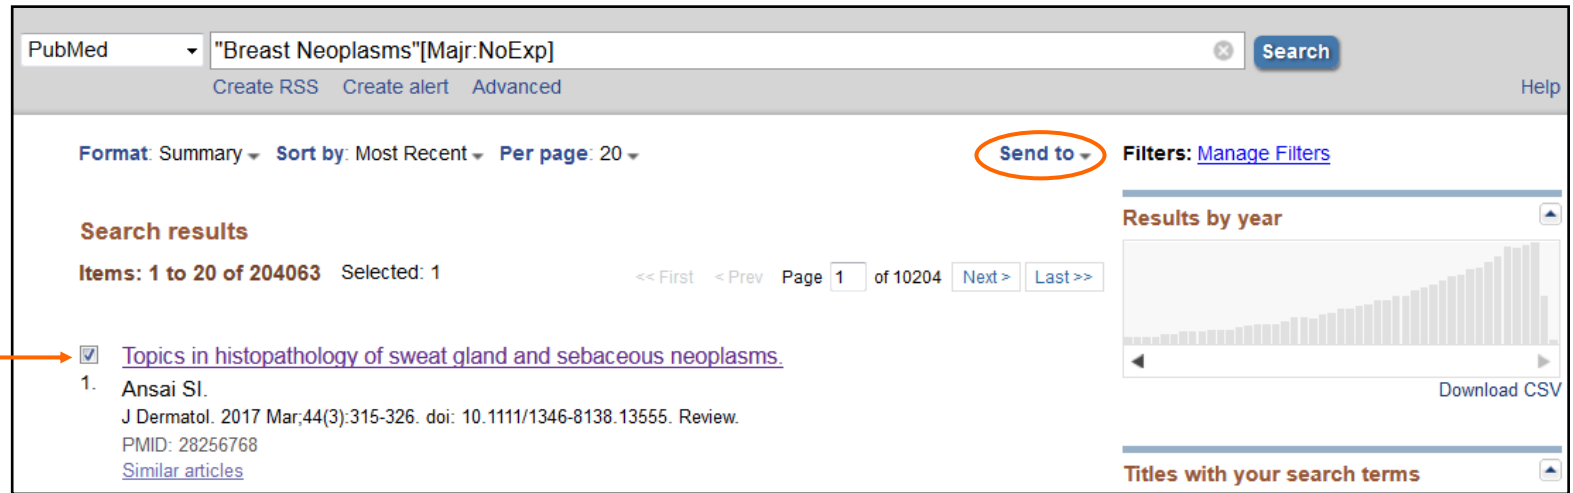 PubMed "Breast Neoplasms"[Majr:NoExp] Search
Create RSS Create alert Advanced Help
Format: Summary Sort by: Most Recent Per page: 20 Send to Filters: Manage Filters
Search results
Items: 1 to 20 of 204063 Selected: 1 << First < Prev Page 1 of 10204 Next > Last >>
Topics in histopathology of sweat gland and sebaceous neoplasms.
1. Ansai SI.
J Dermatol. 2017 Mar;44(3):315-326. doi: 10.1111/1346-8138.13555. Review.
PMID: 28256768
Similar articles
Results by year
Download CSV
Titles with your search terms